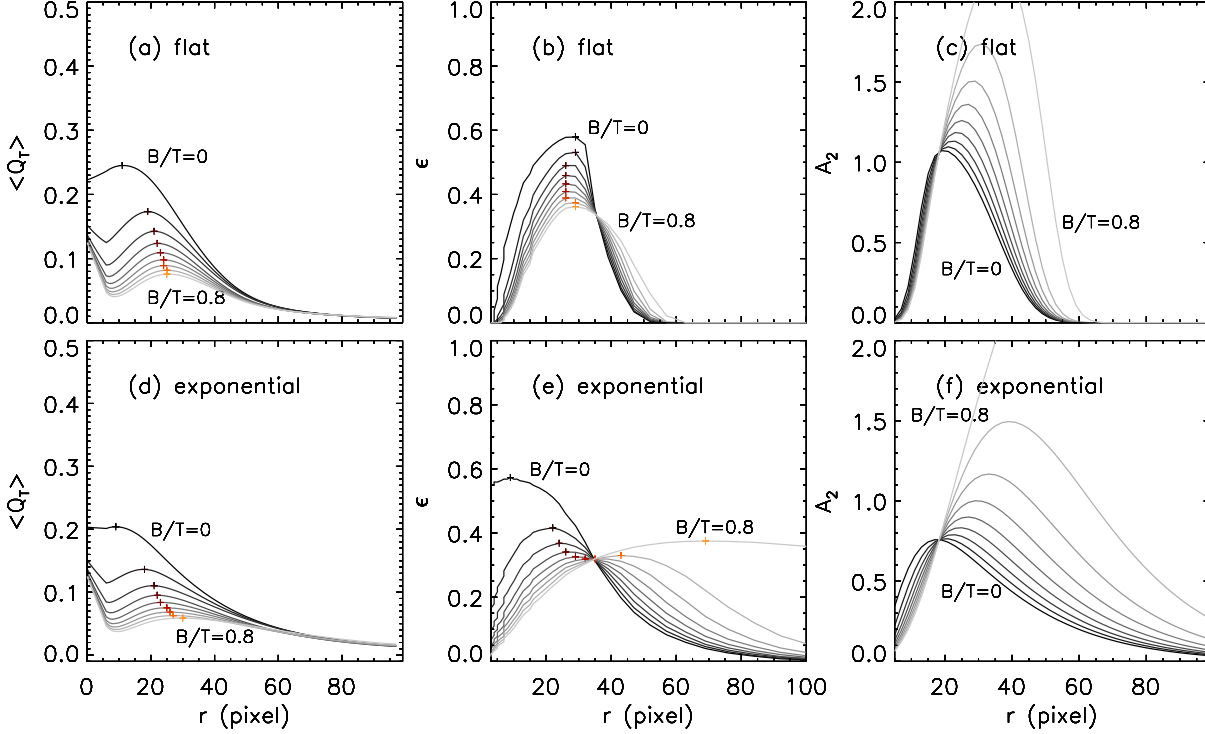 0.5
0.4
0.3
0.2
0.1
0.0
<Q_T>
(a) flat
B/T=0
B/T=0.8
1.0
0.8
0.6
0.4
0.2
0.0
ϵ
(b) flat
B/T=0
B/T=0.8
2.0
1.5
1.0
0.5
0.0
A_2
(c) flat
B/T=0.8
B/T=0
0.5
0.4
0.3
0.2
0.1
0.0
<Q_T>
(d) exponential
B/T=0
B/T=0.8
0 20 40 60 80
r (pixel)
1.0
0.8
0.6
0.4
0.2
0.0
ϵ
(e) exponential
B/T=0
B/T=0.8
20 40 60 80 100
r (pixel)
2.0
1.5
1.0
0.5
0.0
A_2
(f) exponential
B/T=0.8
B/T=0
20 40 60 80
r (pixel)